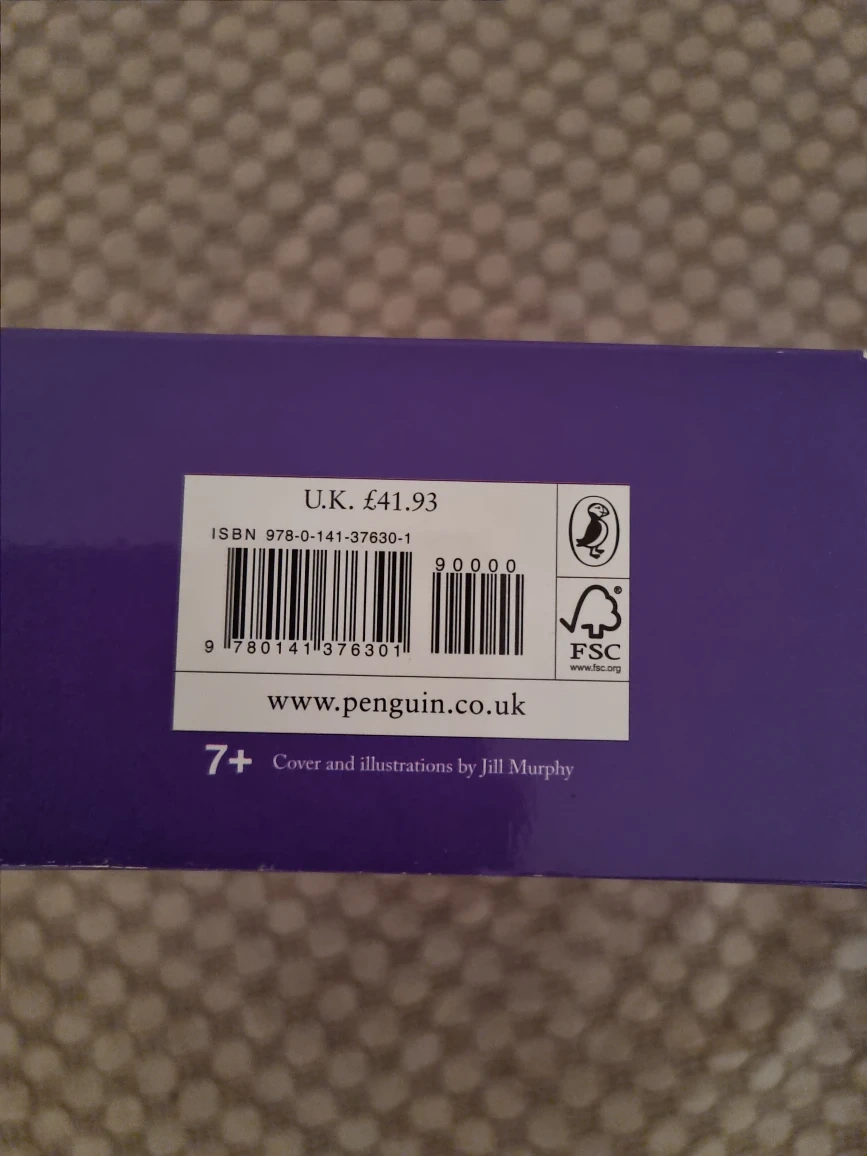 U.K. £41.93
ISBN 978-0-141-37630-1
90000
9 780141 376301
®
FSC
www.fsc.org
www.penguin.co.uk
7+ Cover and illustrations by Jill Murphy